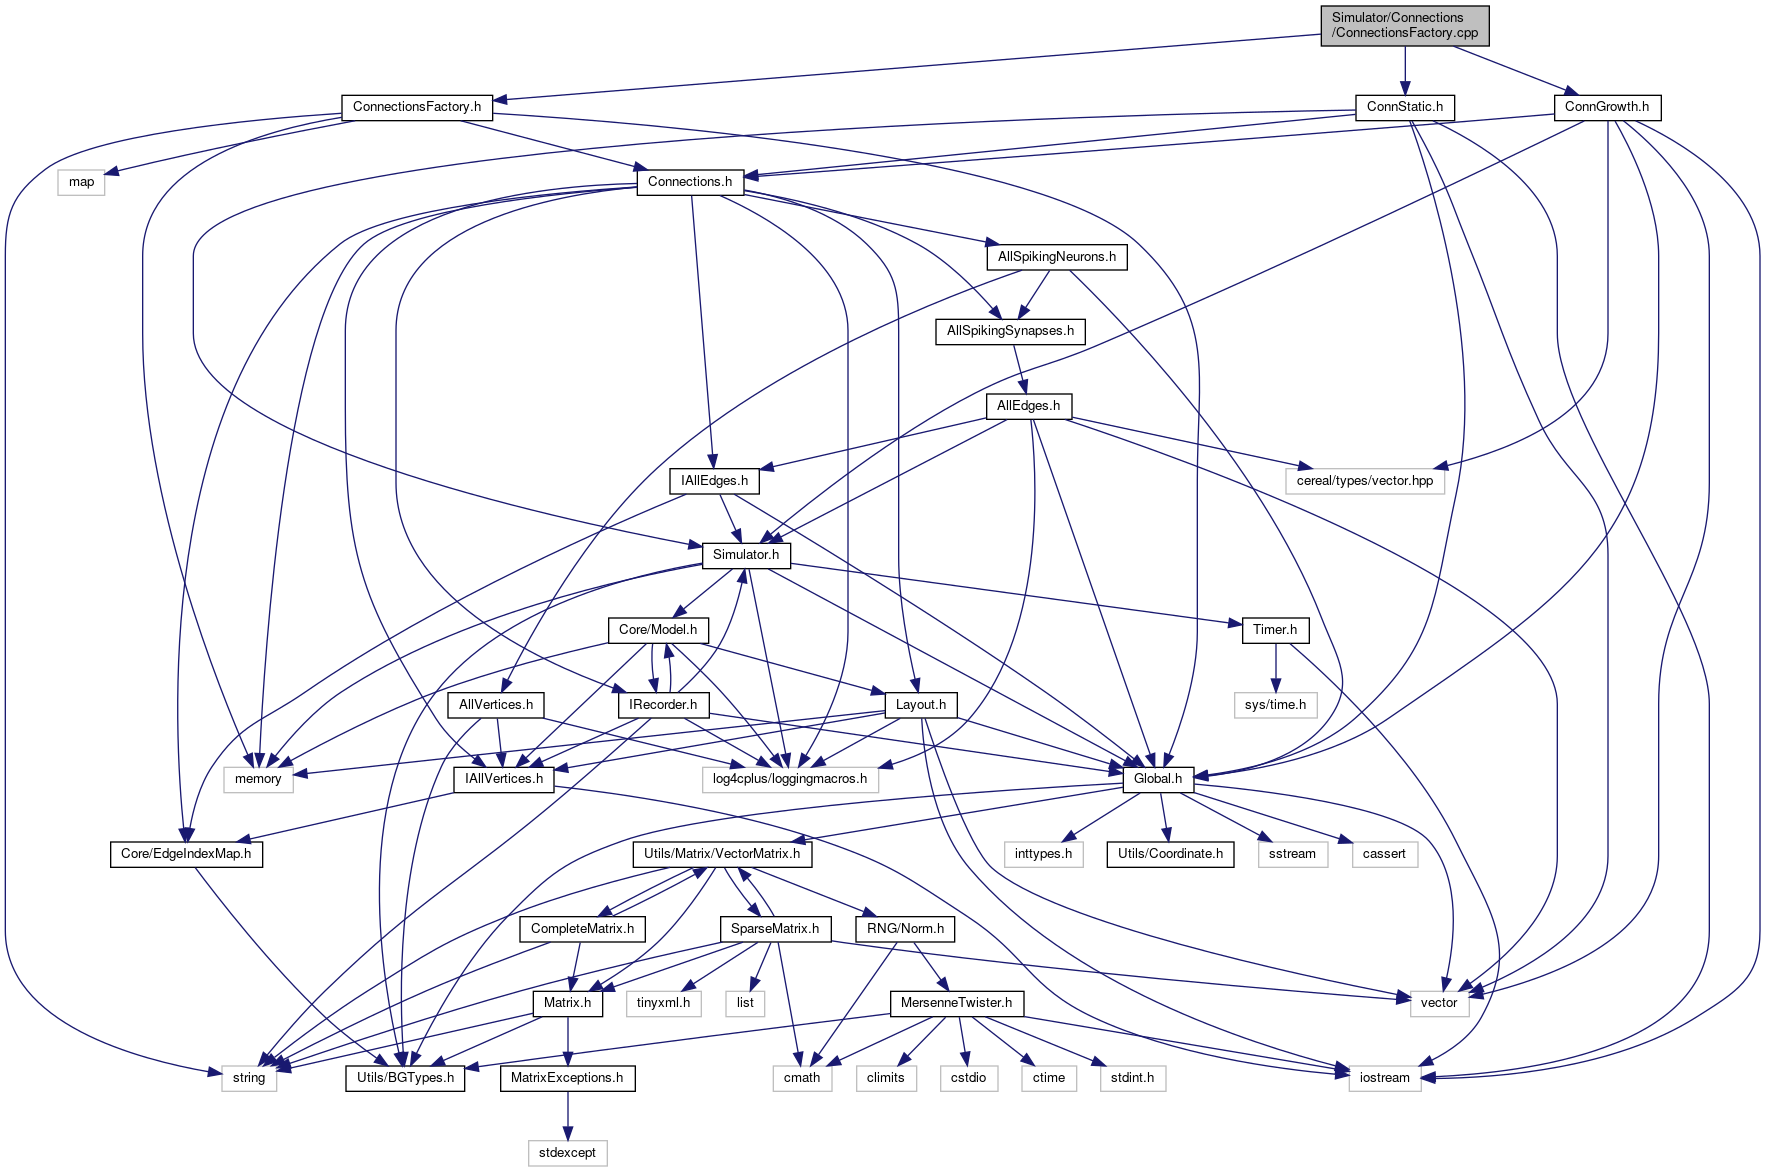 Simulator/Connections
/ConnectionsFactory.cpp
ConnectionsFactory.h
ConnStatic.h
ConnGrowth.h
map
Connections.h
AllSpikingNeurons.h
AllSpikingSynapses.h
AllEdges.h
IAllEdges.h
cereal/types/vector.hpp
Simulator.h
Core/Model.h
Timer.h
AllVertices.h
IRecorder.h
Layout.h
sys/time.h
memory
IAllVertices.h
log4cplus/loggingmacros.h
Global.h
Core/EdgeIndexMap.h
Utils/Matrix/VectorMatrix.h
inttypes.h
Utils/Coordinate.h
sstream
cassert
CompleteMatrix.h
SparseMatrix.h
RNG/Norm.h
Matrix.h
tinyxml.h
list
MersenneTwister.h
vector
string
Utils/BGTypes.h
MatrixExceptions.h
cmath
climits
cstdio
ctime
stdint.h
iostream
stdexcept